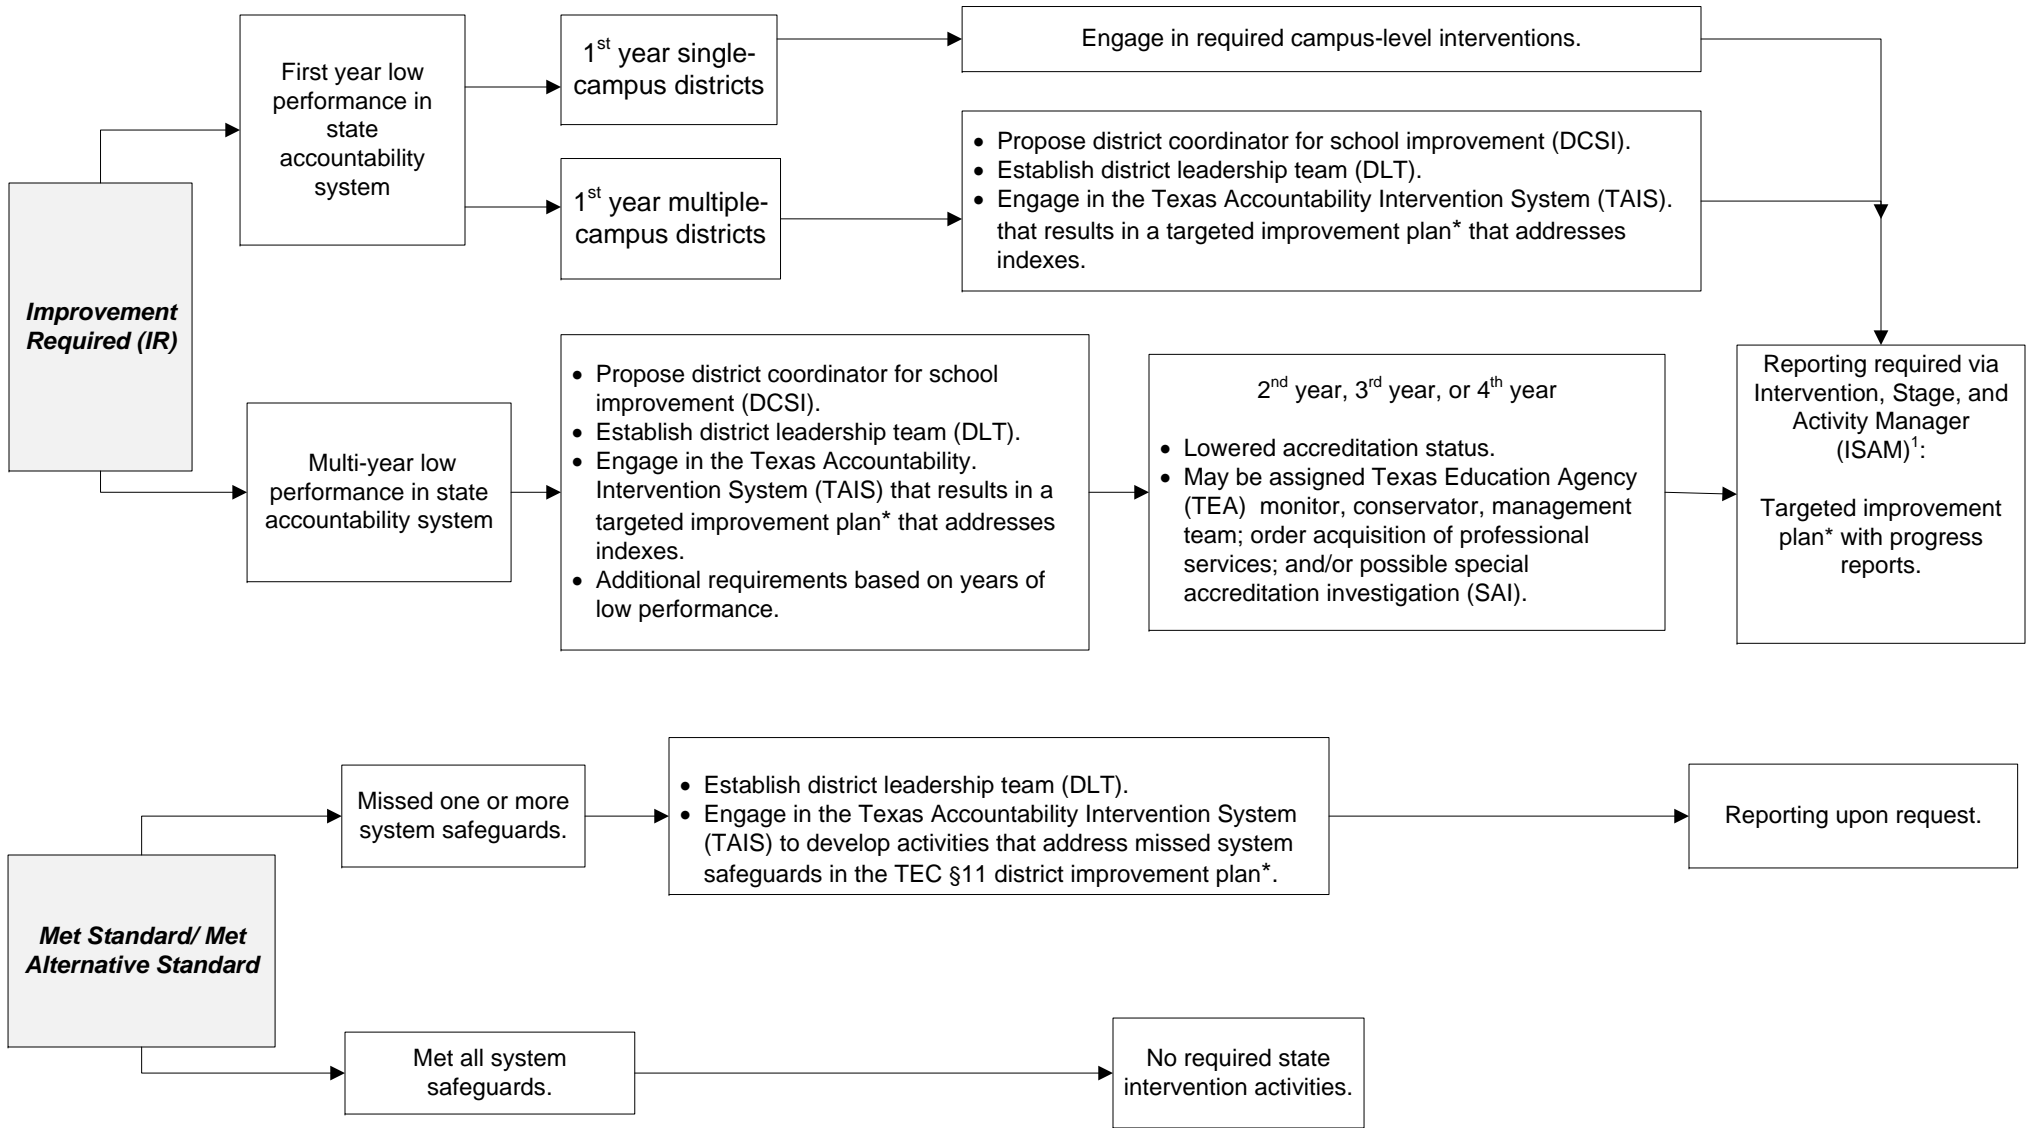 Improvement
Required (IR)
First year low
performance in
state
accountability
system
1st year single-
campus districts
Engage in required campus-level interventions.
1st year multiple-
campus districts
• Propose district coordinator for school improvement (DCSI).
• Establish district leadership team (DLT).
• Engage in the Texas Accountability Intervention System (TAIS).
that results in a targeted improvement plan* that addresses
indexes.
Multi-year low
performance in state
accountability system
• Propose district coordinator for school
improvement (DCSI).
• Establish district leadership team (DLT).
• Engage in the Texas Accountability.
Intervention System (TAIS) that results in a
targeted improvement plan* that addresses
indexes.
• Additional requirements based on years of
low performance.
2nd year, 3rd year, or 4th year
• Lowered accreditation status.
• May be assigned Texas Education Agency
(TEA) monitor, conservator, management
team; order acquisition of professional
services; and/or possible special
accreditation investigation (SAI).
Reporting required via
Intervention, Stage, and
Activity Manager
(ISAM)1:
Targeted improvement
plan* with progress
reports.
Met Standard/ Met
Alternative Standard
Missed one or more
system safeguards.
• Establish district leadership team (DLT).
• Engage in the Texas Accountability Intervention System
(TAIS) to develop activities that address missed system
safeguards in the TEC §11 district improvement plan*.
Reporting upon request.
Met all system
safeguards.
No required state
intervention activities.